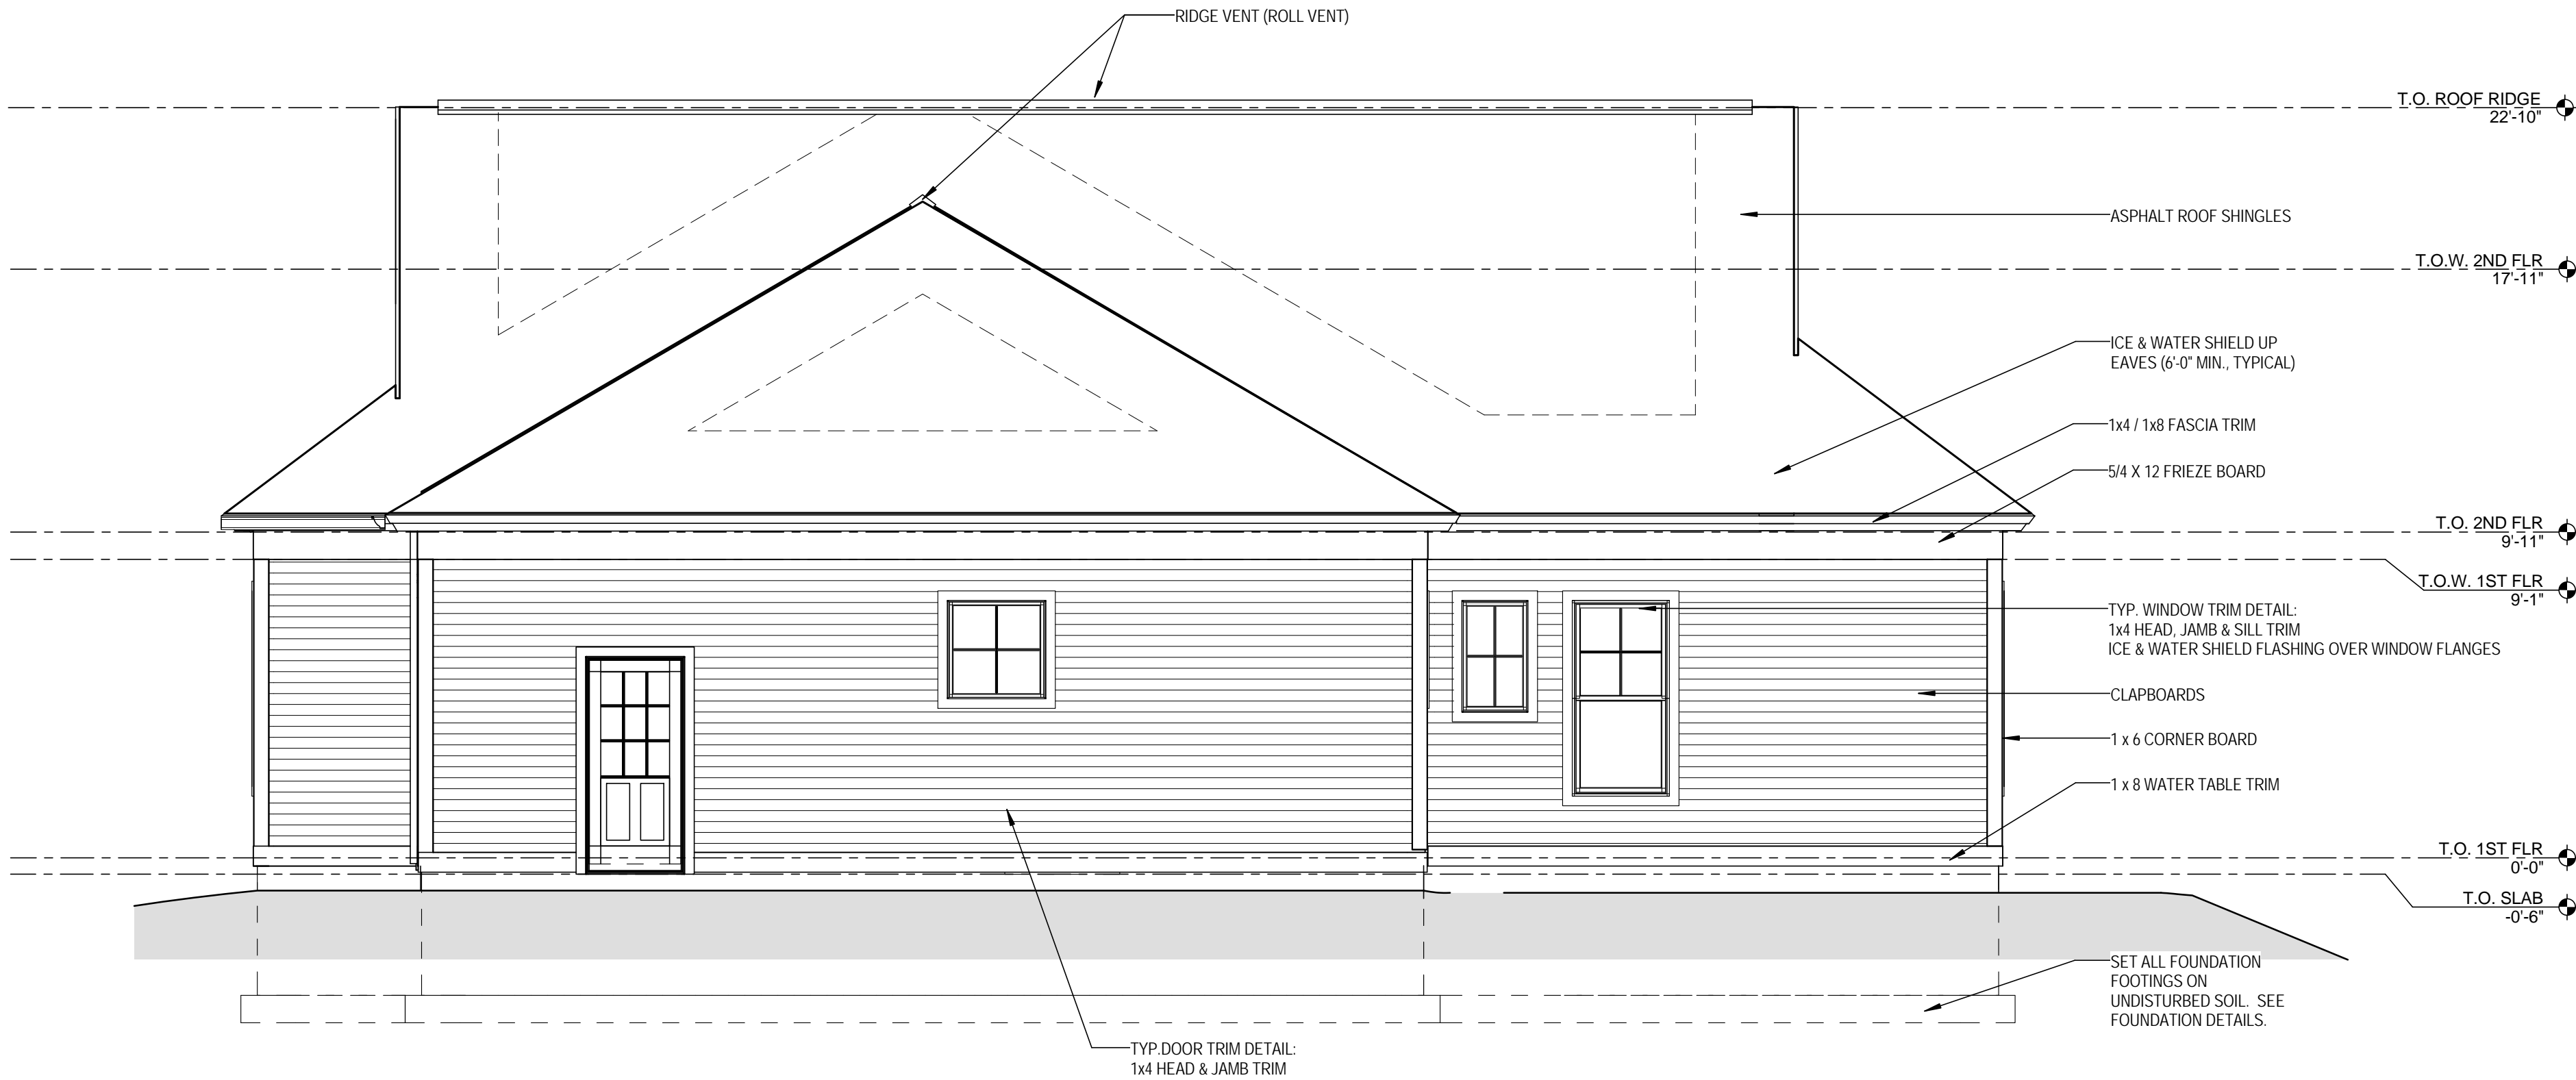 RIDGE VENT (ROLL VENT)
T.O. ROOF RIDGE
22'-10"
ASPHALT ROOF SHINGLES
T.O.W. 2ND FLR
17'-11"
ICE & WATER SHIELD UP
EAVES (6'-0" MIN., TYPICAL)
1x4 / 1x8 FASCIA TRIM
5/4 X 12 FRIEZE BOARD
T.O. 2ND FLR
9'-11"
T.O.W. 1ST FLR
9'-1"
TYP. WINDOW TRIM DETAIL:
1x4 HEAD, JAMB & SILL TRIM
ICE & WATER SHIELD FLASHING OVER WINDOW FLANGES
CLAPBOARDS
1 x 6 CORNER BOARD
1 x 8 WATER TABLE TRIM
T.O. 1ST FLR
0'-0"
T.O. SLAB
-0'-6"
SET ALL FOUNDATION
FOOTINGS ON
UNDISTURBED SOIL. SEE
FOUNDATION DETAILS.
TYP.DOOR TRIM DETAIL:
1x4 HEAD & JAMB TRIM